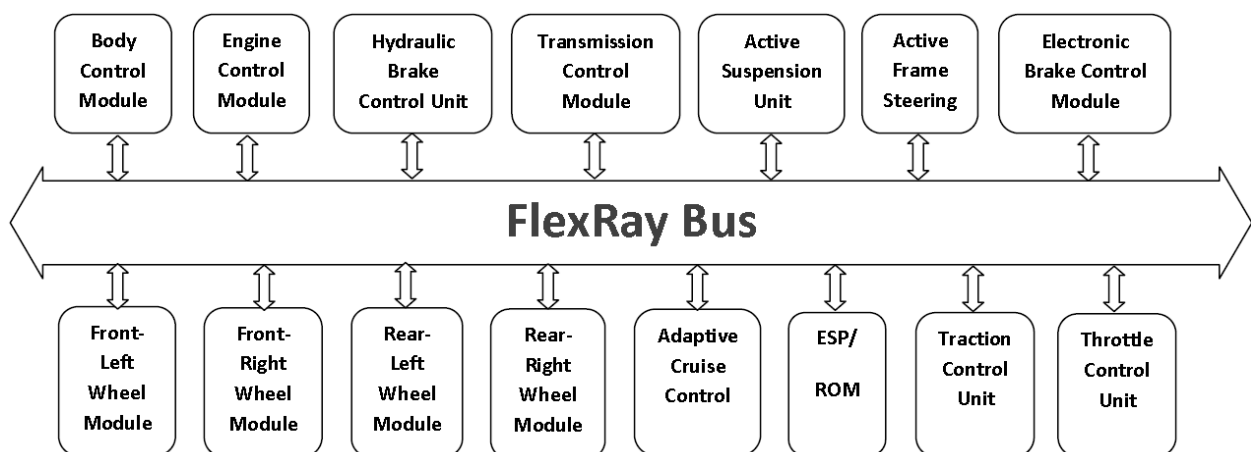 Body
Control
Module
Engine
Control
Module
Hydraulic
Brake
Control Unit
Transmission
Control
Module
Active
Suspension
Unit
Active
Frame
Steering
Electronic
Brake Control
Module
FlexRay Bus
Front-
Left
Wheel
Module
Front-
Right
Wheel
Module
Rear-
Left
Wheel
Module
Rear-
Right
Wheel
Module
Adaptive
Cruise
Control
ESP/
ROM
Traction
Control
Unit
Throttle
Control
Unit